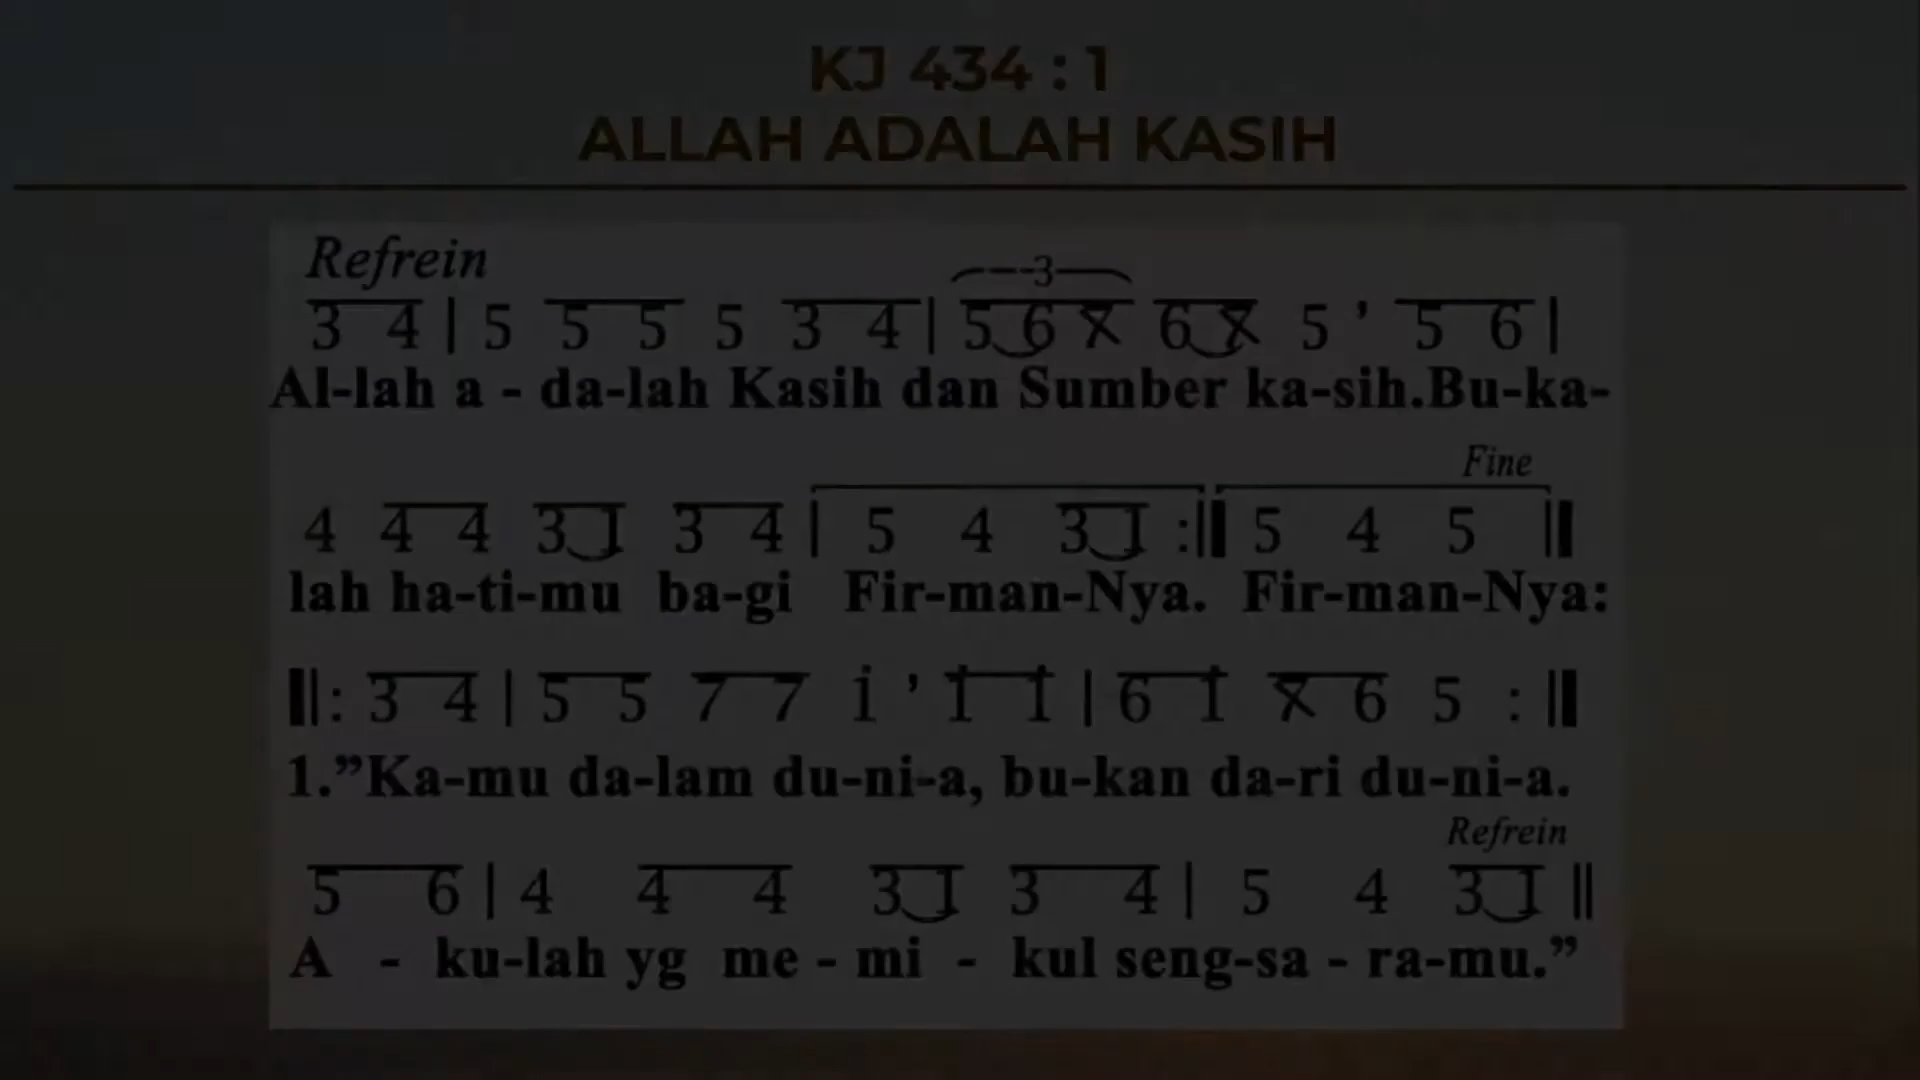 KJ 434 : 1
ALLAH ADALAH KASIH
Refrein
3
3 4 | 5 5 5 5 3 4 | 5 6 7̸ 6 7̸ 5 ' 5 6 |
Al-lah a - da-lah Kasih dan Sumber ka-sih.Bu-ka-
Fine
4 4 4 3 1 3 4 | 5 4 3 1 :|| 5 4 5 ||
lah ha-ti-mu ba-gi Fir-man-Nya. Fir-man-Nya:
||: 3 4 | 5 5 7 7 i ' i i | 6 i 7̸ 6 5 :||
1.”Ka-mu da-lam du-ni-a, bu-kan da-ri du-ni-a.
Refrein
5 6 | 4 4 4 3 1 3 4 | 5 4 3 1 ||
A - ku-lah yg me - mi - kul seng-sa - ra-mu.”